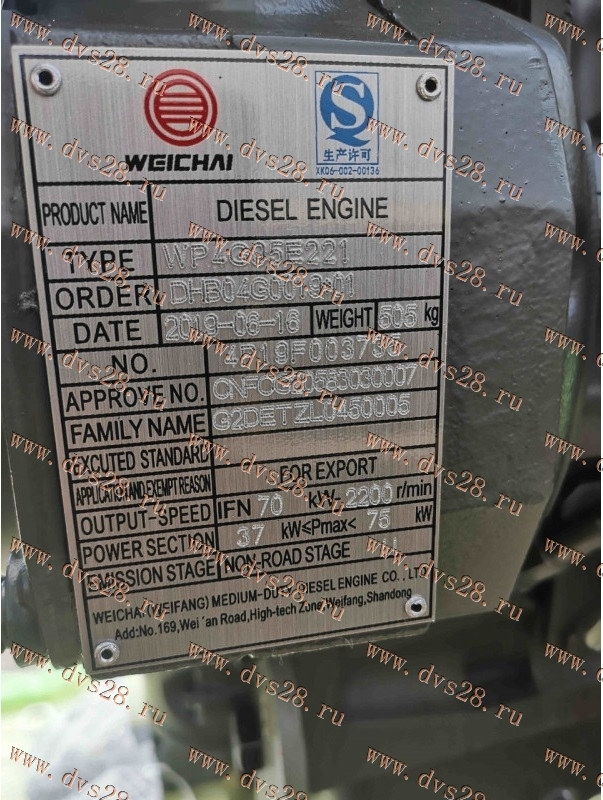 WEICHAI
生产许可
XK06-002-00136
PRODUCT NAME DIESEL ENGINE
TYPE WP4G95E221
ORDER
DATE 2019-06-16 WEIGHT 505 kg
NO.
APPROVE NO.
FAMILY NAME G2DETZL0450005
EXCUTED STANDARD
APPLICATION AND EXEMPT REASON FOR EXPORT
OUTPUT-SPEED IFN 70 kW 2200 r/min
POWER SECTION 37 kW≤Pmax< 75 kW
EMISSION STAGE NON-ROAD STAGE II
WEICHAI(WEIFANG) MEDIUM-DUTY DIESEL ENGINE CO., LTD
Add:No.169,Wei´an Road,High-tech Zone,Weifang,Shandong
www.dvs28.ru